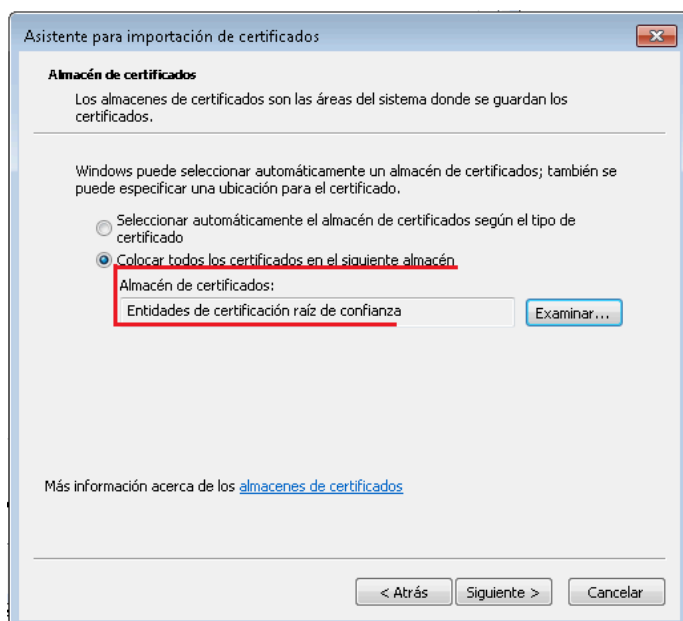 Asistente para importación de certificados
Almacén de certificados
Los almacenes de certificados son las áreas del sistema donde se guardan los
certificados.
Windows puede seleccionar automáticamente un almacén de certificados; también se
puede especificar una ubicación para el certificado.
Seleccionar automáticamente el almacén de certificados según el tipo de
certificado
Colocar todos los certificados en el siguiente almacén
Almacén de certificados:
Entidades de certificación raíz de confianza
Examinar...
Más información acerca de los almacenes de certificados
< Atrás
Siguiente >
Cancelar